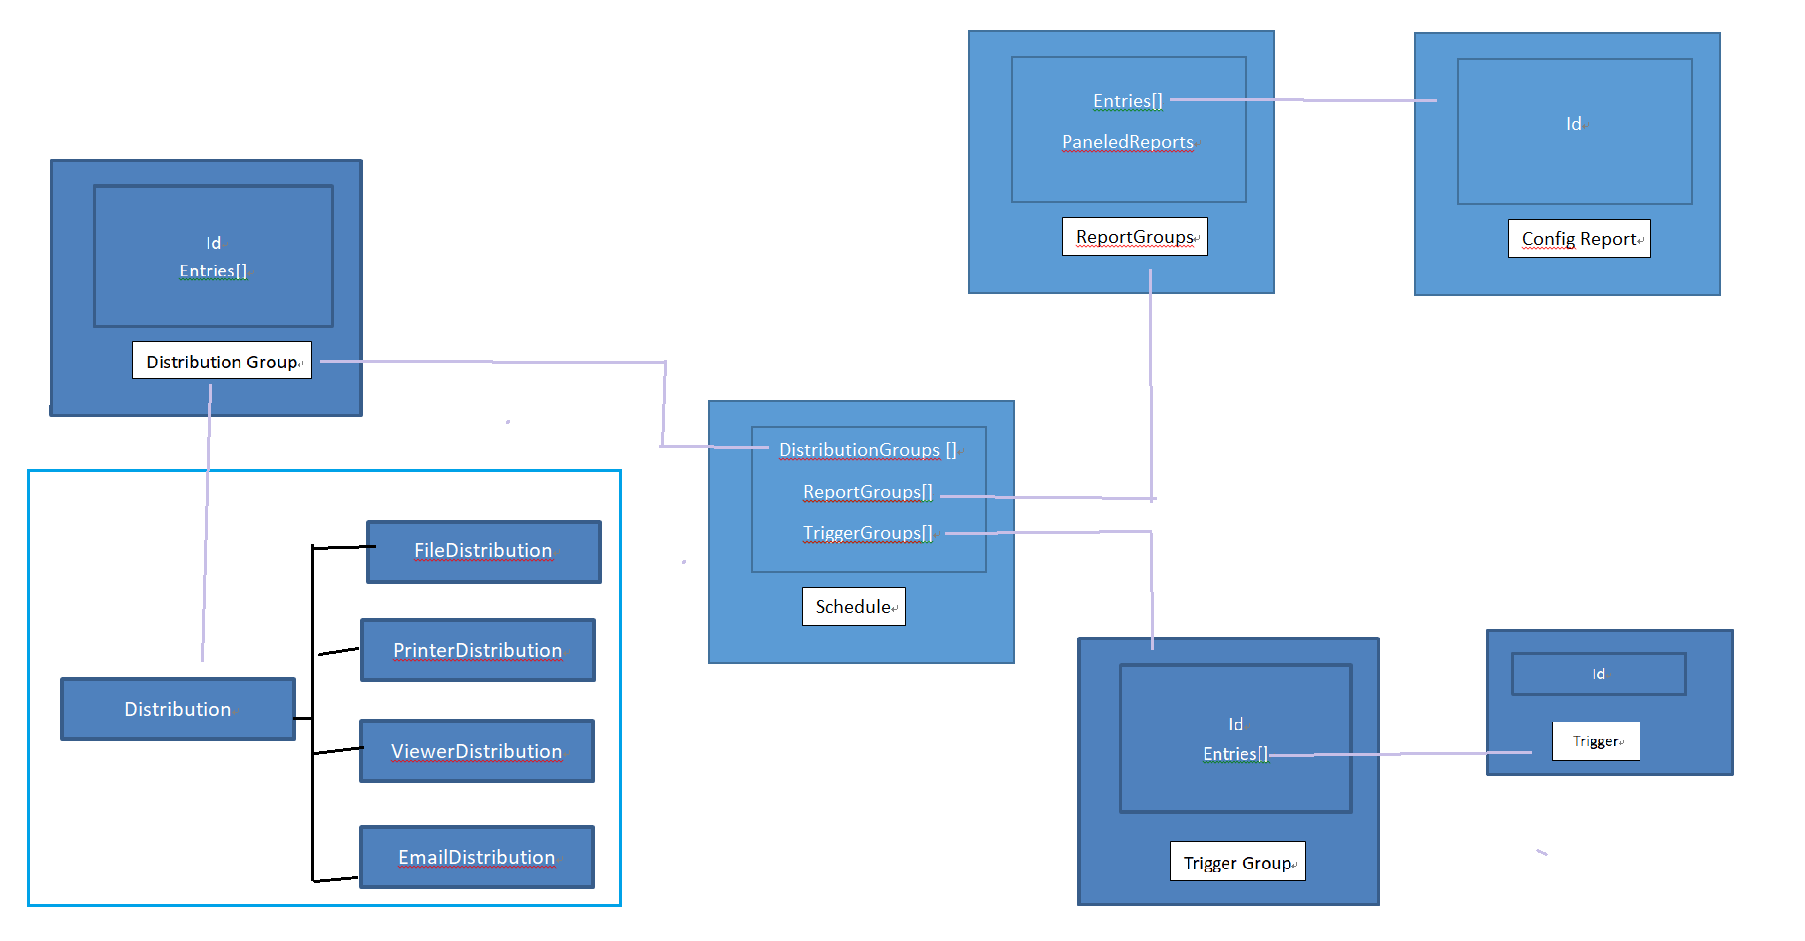 Id
Entries[]
Distribution Group
FileDistribution
PrinterDistribution
Distribution
ViewerDistribution
EmailDistribution
DistributionGroups []
ReportGroups[]
TriggerGroups[]
Schedule
Entries[]
PaneledReports
ReportGroups
Id
Config Report
Id
Entries[]
Trigger Group
Id
Trigger